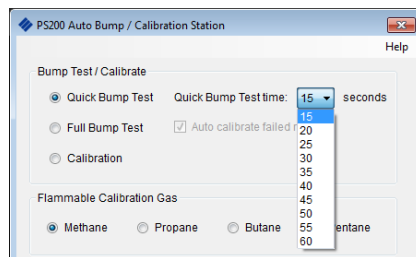 PS200 Auto Bump / Calibration Station
Help
Bump Test / Calibrate
Quick Bump Test Quick Bump Test time: 15 seconds
15
Full Bump Test Auto calibrate failed
20
25
Calibration
30
35
40
Flammable Calibration Gas
45
50
Methane Propane Butane entane
55
60